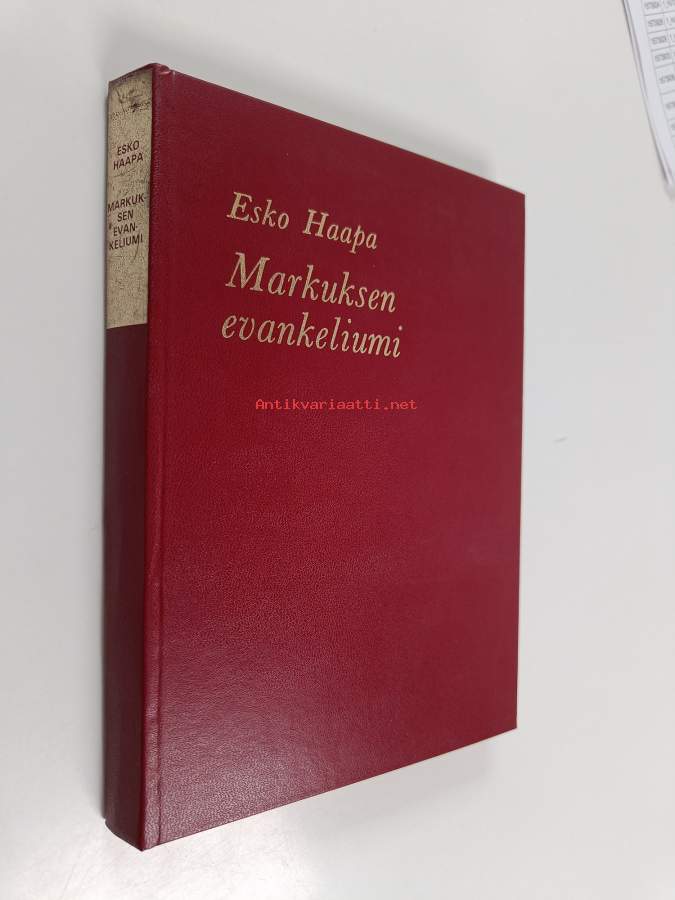 ESKO
HAAPA
MARKUK-
SEN
EVAN-
KELIUMI
Esko Haapa
Markuksen
evankeliumi
Antikvariaatti.net